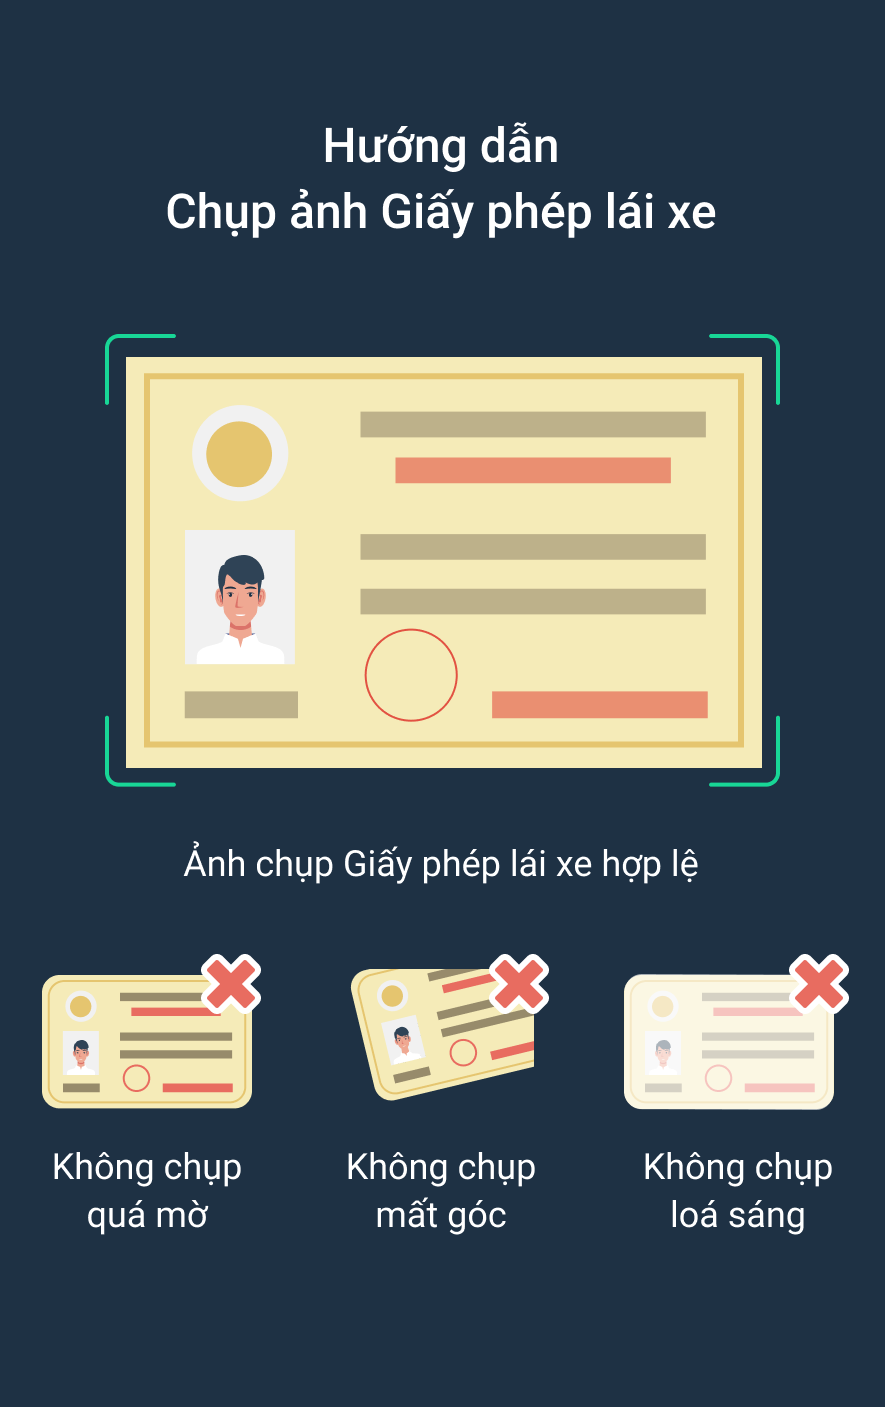 Hướng dẫn
Chụp ảnh Giấy phép lái xe
Ảnh chụp Giấy phép lái xe hợp lệ
Không chụp
quá mờ
Không chụp
mất góc
Không chụp
loá sáng